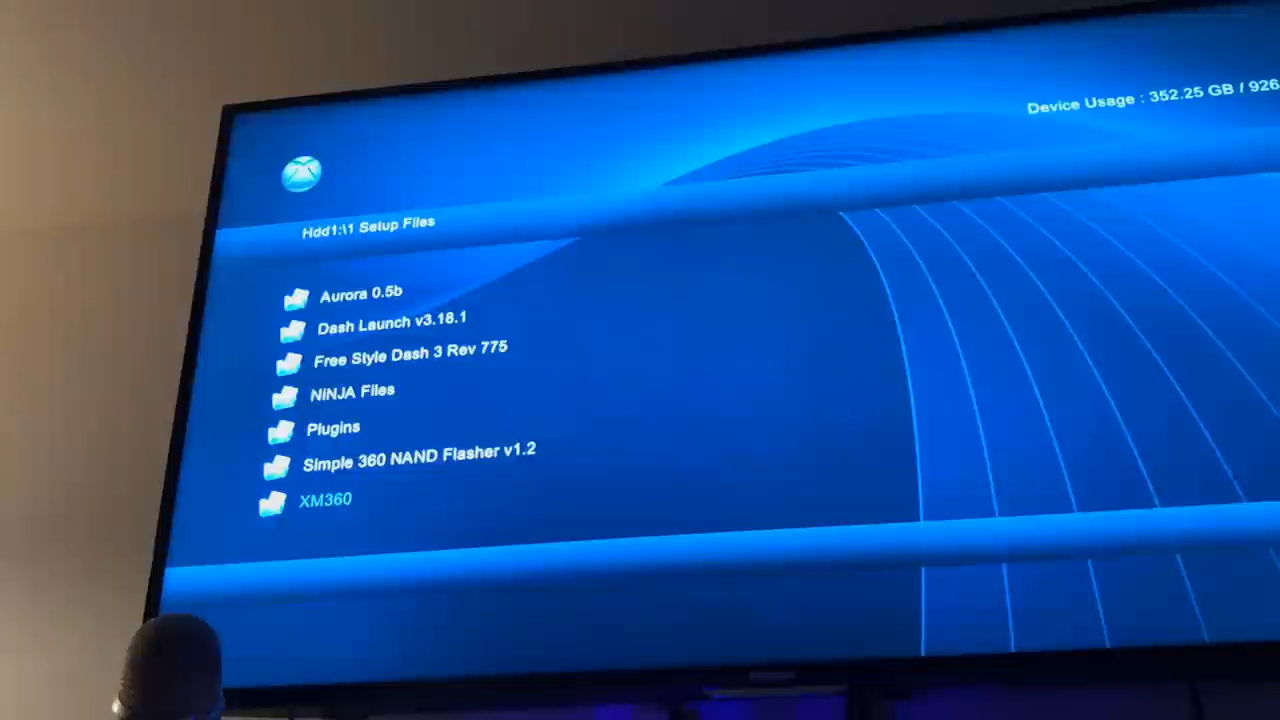 Device Usage : 352.25 GB / 926
Hdd1:\1 Setup Files
Aurora 0.5b
Dash Launch v3.18.1
Free Style Dash 3 Rev 775
NINJA Files
Plugins
Simple 360 NAND Flasher v1.2
XM360